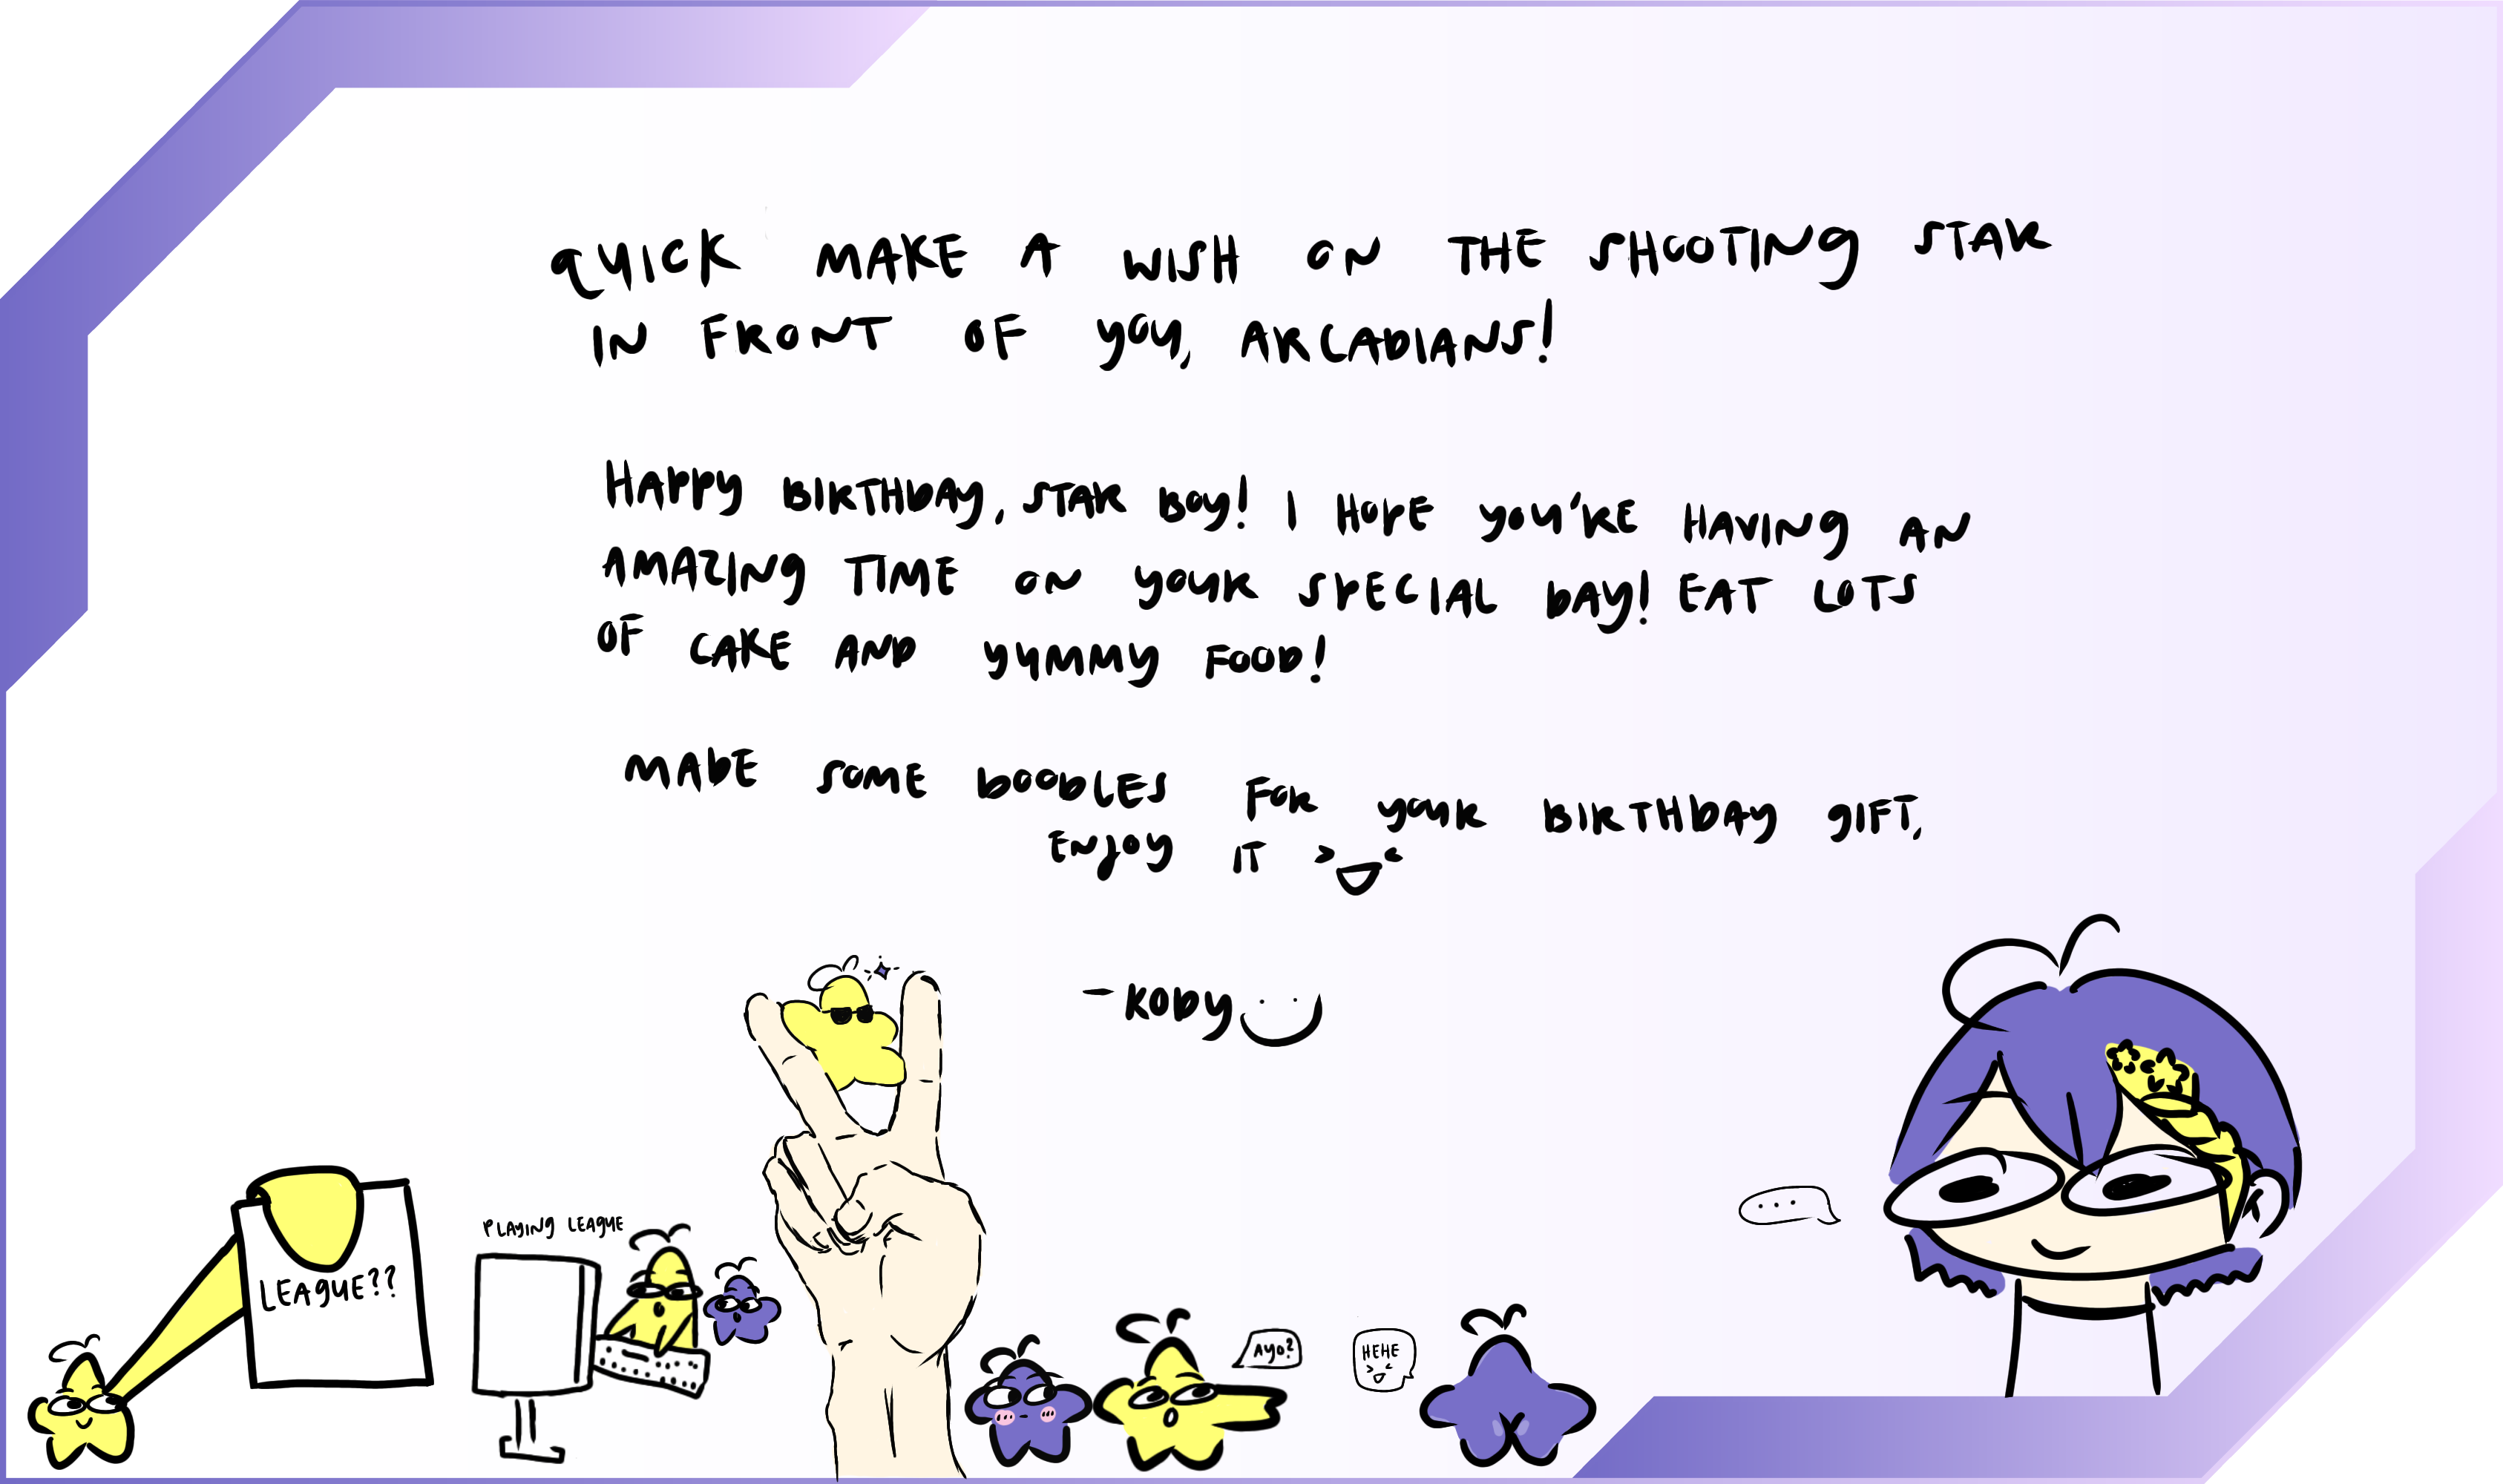 QUICK MAKE A WISH ON THE SHOOTING STAR
IN FRONT OF YOU, ARCADIANS!
HAPPY BIRTHDAY, STAR BOY! I HOPE YOU'RE HAVING AN
AMAZING TIME ON YOUR SPECIAL DAY! EAT LOTS
OF CAKE AND YUMMY FOOD!
MADE SOME DOODLES FOR YOUR BIRTHDAY GIFT,
ENJOY IT
- KODY
LEAGUE??
PLAYING LEAGUE
AYO?
HEHE
...